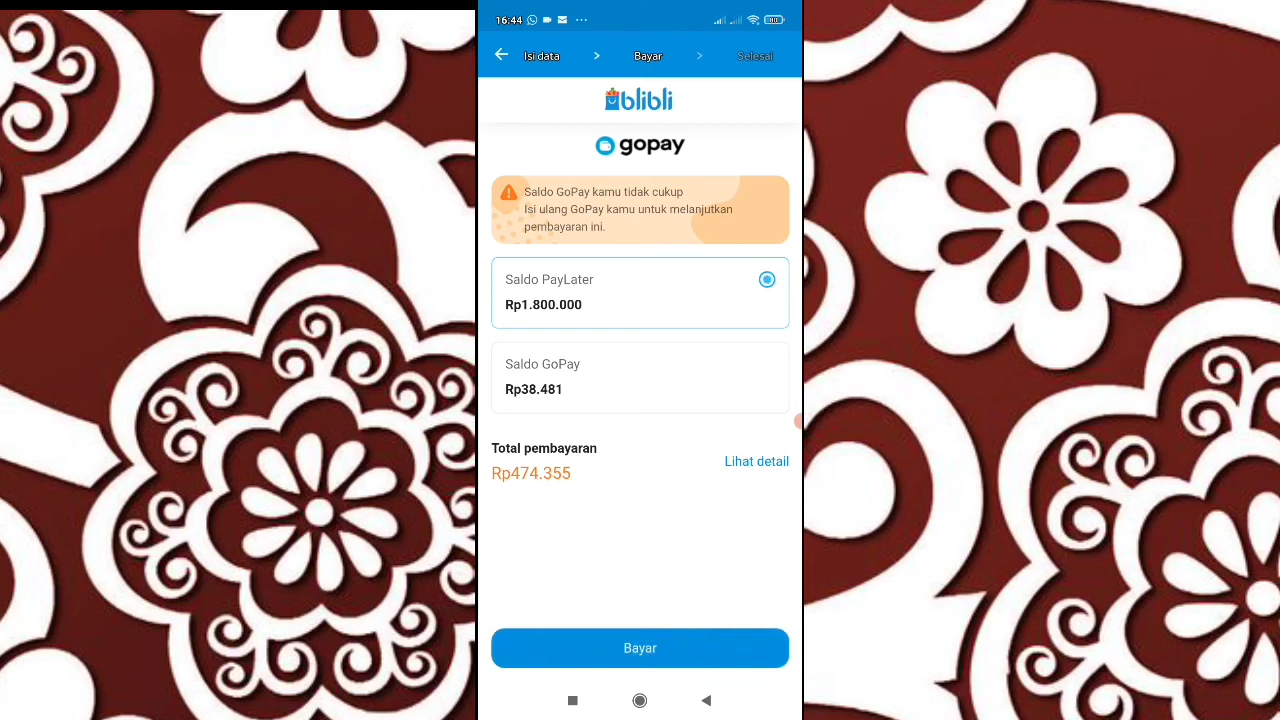 16:44
Isi data > Bayar > Selesai
blibli
gopay
Saldo GoPay kamu tidak cukup
Isi ulang GoPay kamu untuk melanjutkan
pembayaran ini.
Saldo PayLater
Rp1.800.000
Saldo GoPay
Rp38.481
Total pembayaran
Rp474.355
Lihat detail
Bayar